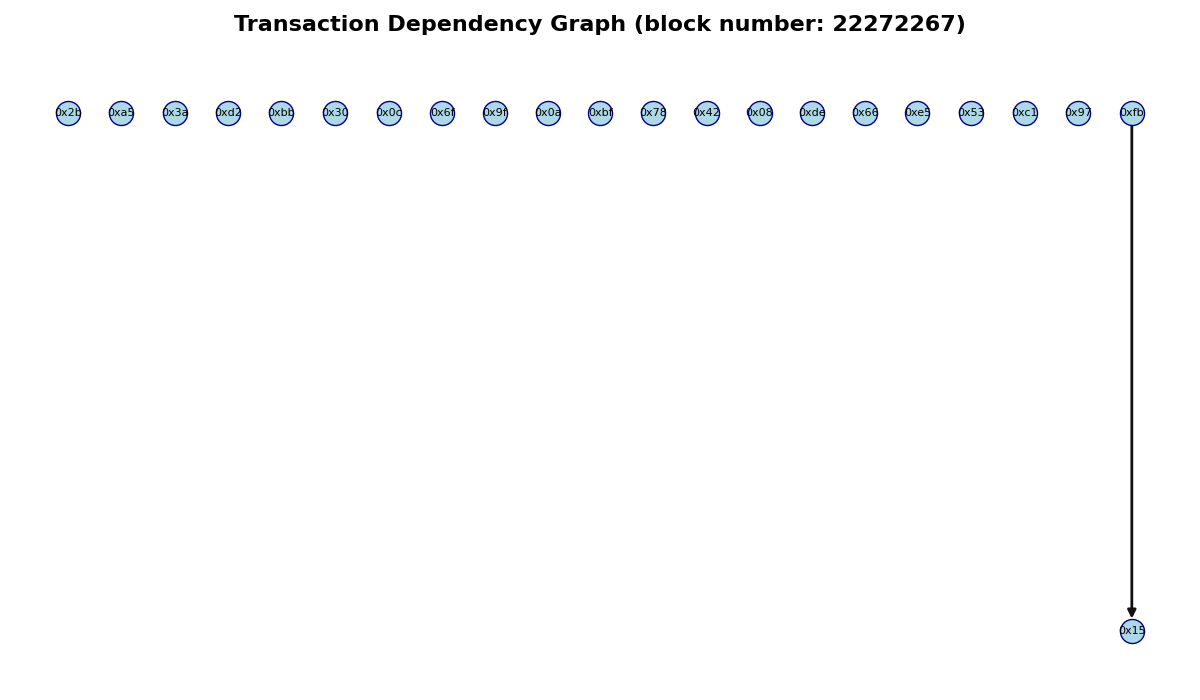 Transaction Dependency Graph (block number: 22272267)
0x2b 0xa5 0x3a 0xd2 0xbb 0x30 0x0c 0x6f 0x9f 0x0a 0xbf 0x78 0x42 0x08 0xde 0x66 0xe5 0x53 0xc1 0x97 0xfb
0x15